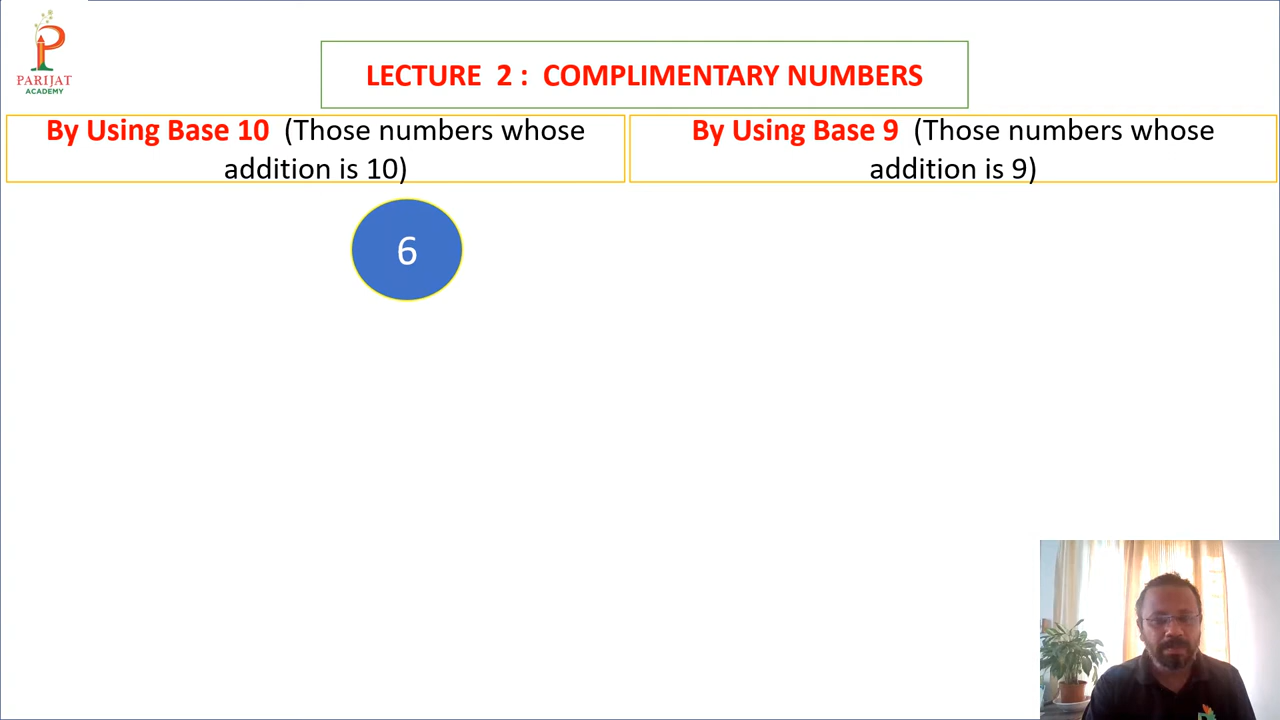 PARIJAT
ACADEMY
LECTURE 2 : COMPLIMENTARY NUMBERS
By Using Base 10 (Those numbers whose
addition is 10)
By Using Base 9 (Those numbers whose
addition is 9)
6